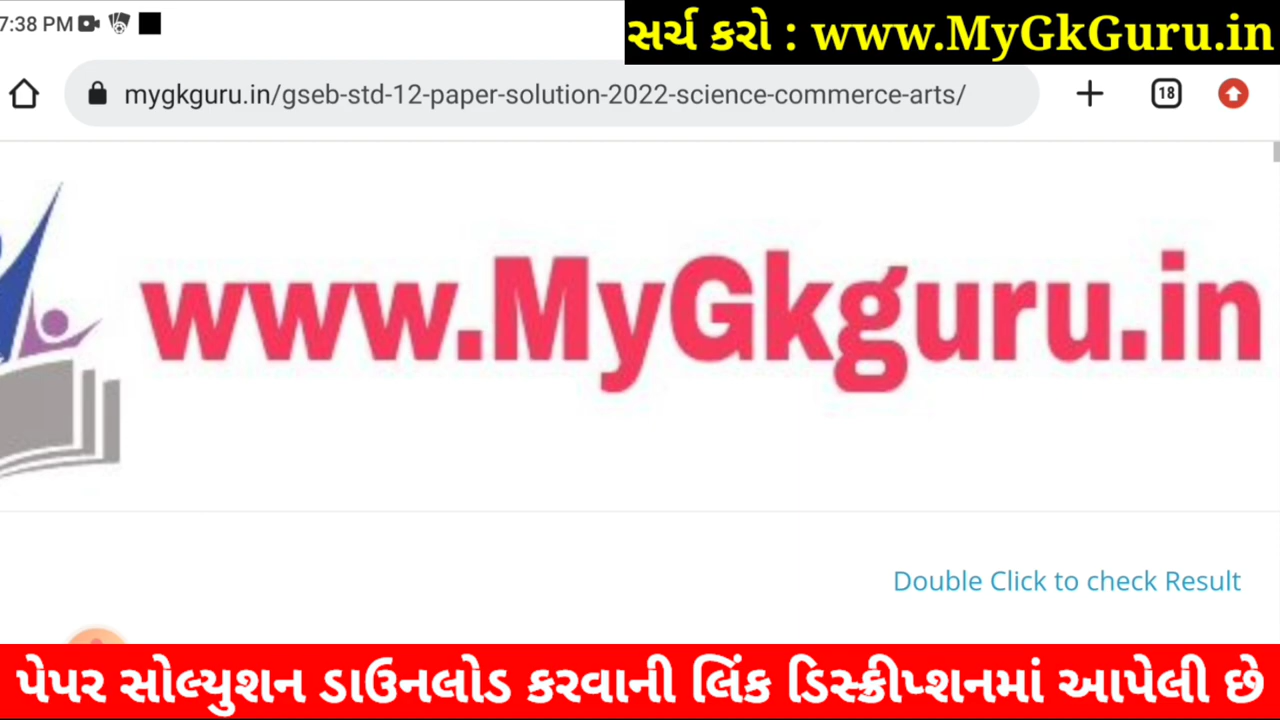 7:38 PM
સર્ચ કરો : www.MyGkGuru.in
mygkguru.in/gseb-std-12-paper-solution-2022-science-commerce-arts/
18
www.MyGkguru.in
Double Click to check Result
પેપર સોલ્યુશન ડાઉનલોડ કરવાની લિંક ડિસ્ક્રીપ્શનમાં આપેલી છે